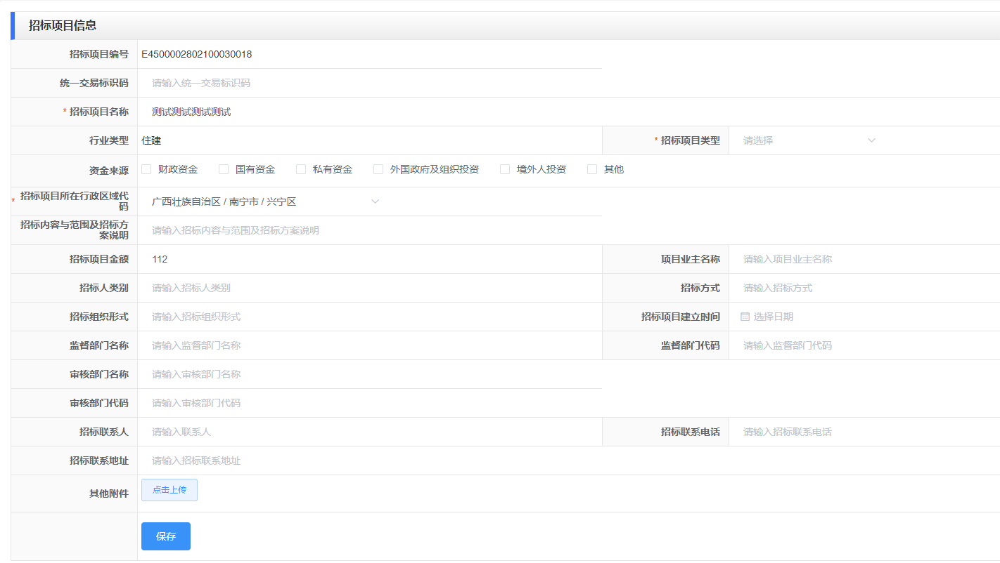 招标项目信息
招标项目编号 E4500002802100030018
统一交易标识码 请输入统一交易标识码
* 招标项目名称 测试测试测试测试
行业类型 住建 * 招标项目类型 请选择
资金来源 财政资金 国有资金 私有资金 外国政府及组织投资 境外人投资 其他
* 招标项目所在行政区域代
码 广西壮族自治区 / 南宁市 / 兴宁区
招标内容与范围及招标方
案说明 请输入招标内容与范围及招标方案说明
招标项目金额 112 项目业主名称 请输入项目业主名称
招标人类别 请输入招标人类别 招标方式 请输入招标方式
招标组织形式 请输入招标组织形式 招标项目建立时间 选择日期
监督部门名称 请输入监督部门名称 监督部门代码 请输入监督部门代码
审核部门名称 请输入审核部门名称
审核部门代码 请输入审核部门代码
招标联系人 请输入联系人 招标联系电话 请输入招标联系电话
招标联系地址 请输入招标联系地址
其他附件 点击上传
保存